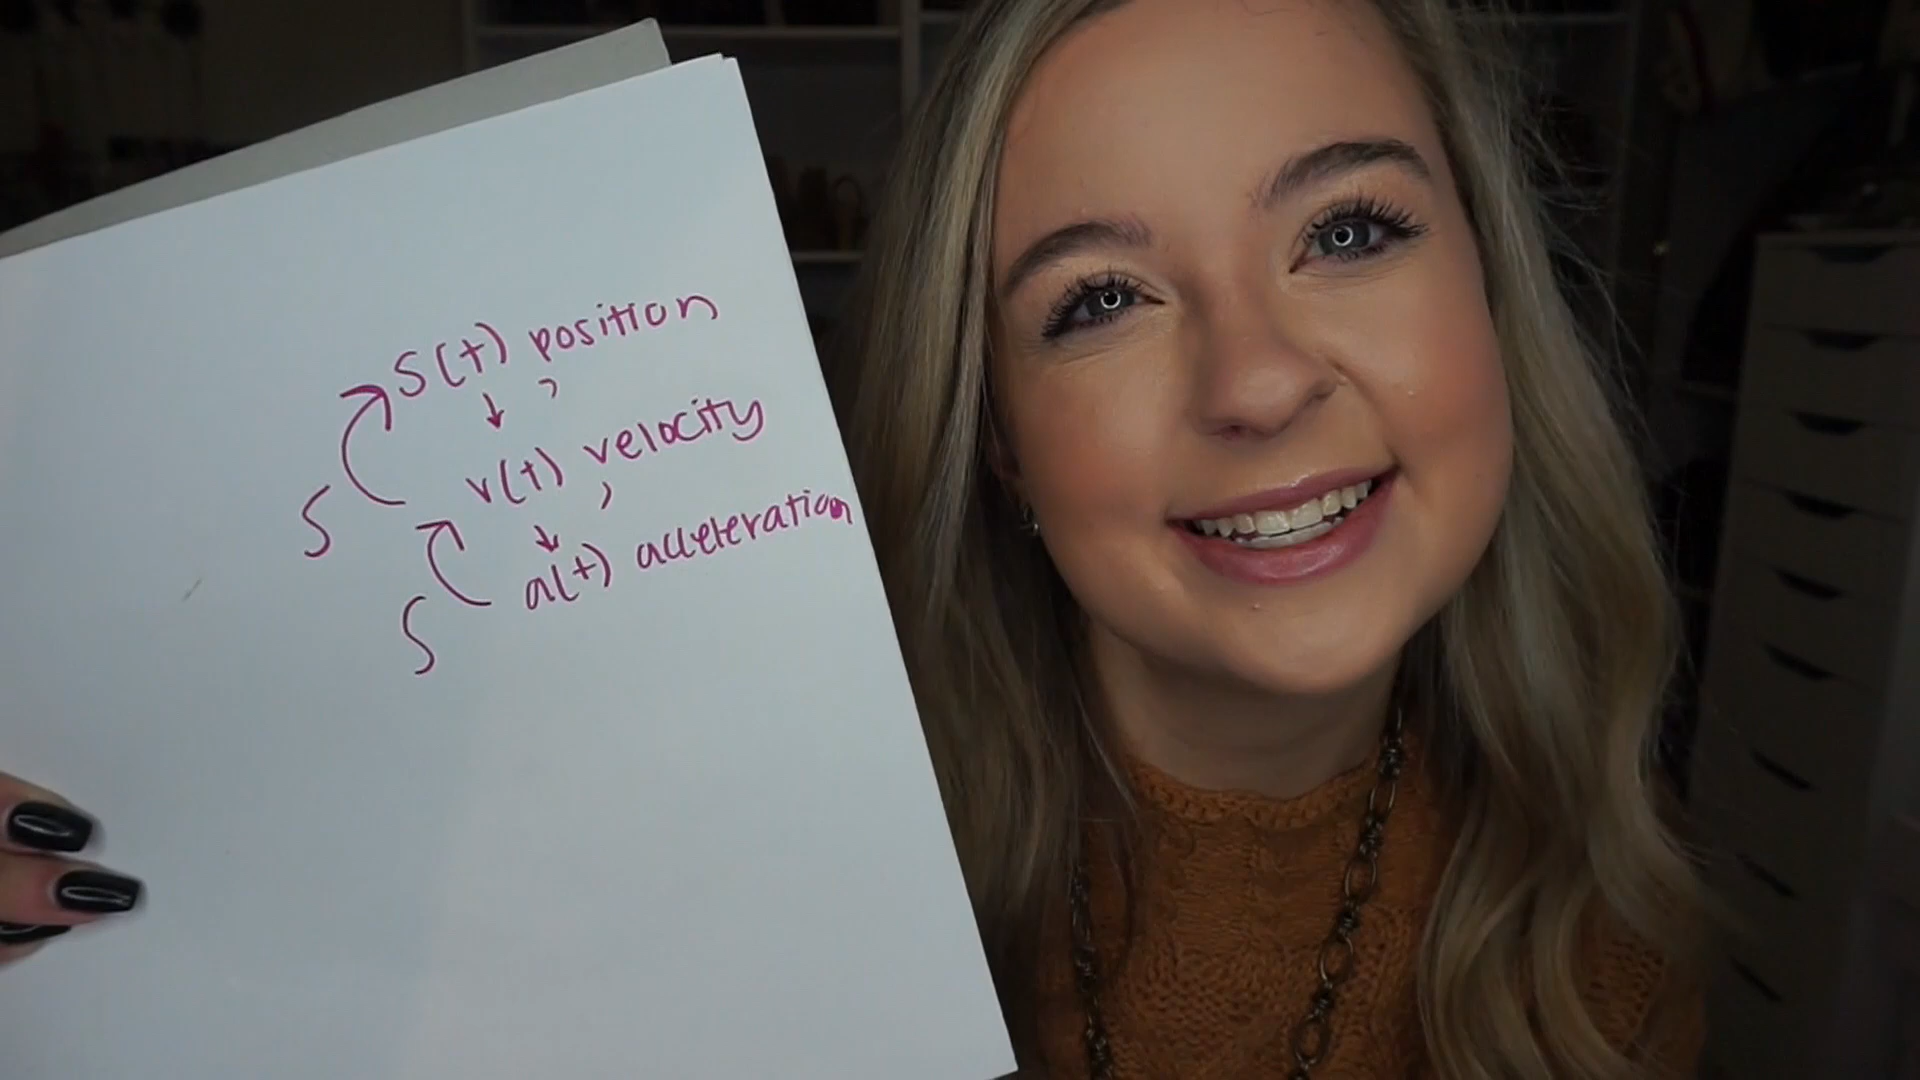 S(t) position
↓ ’
v(t) velocity
∫
↓ ’
a(t) acceleration
∫